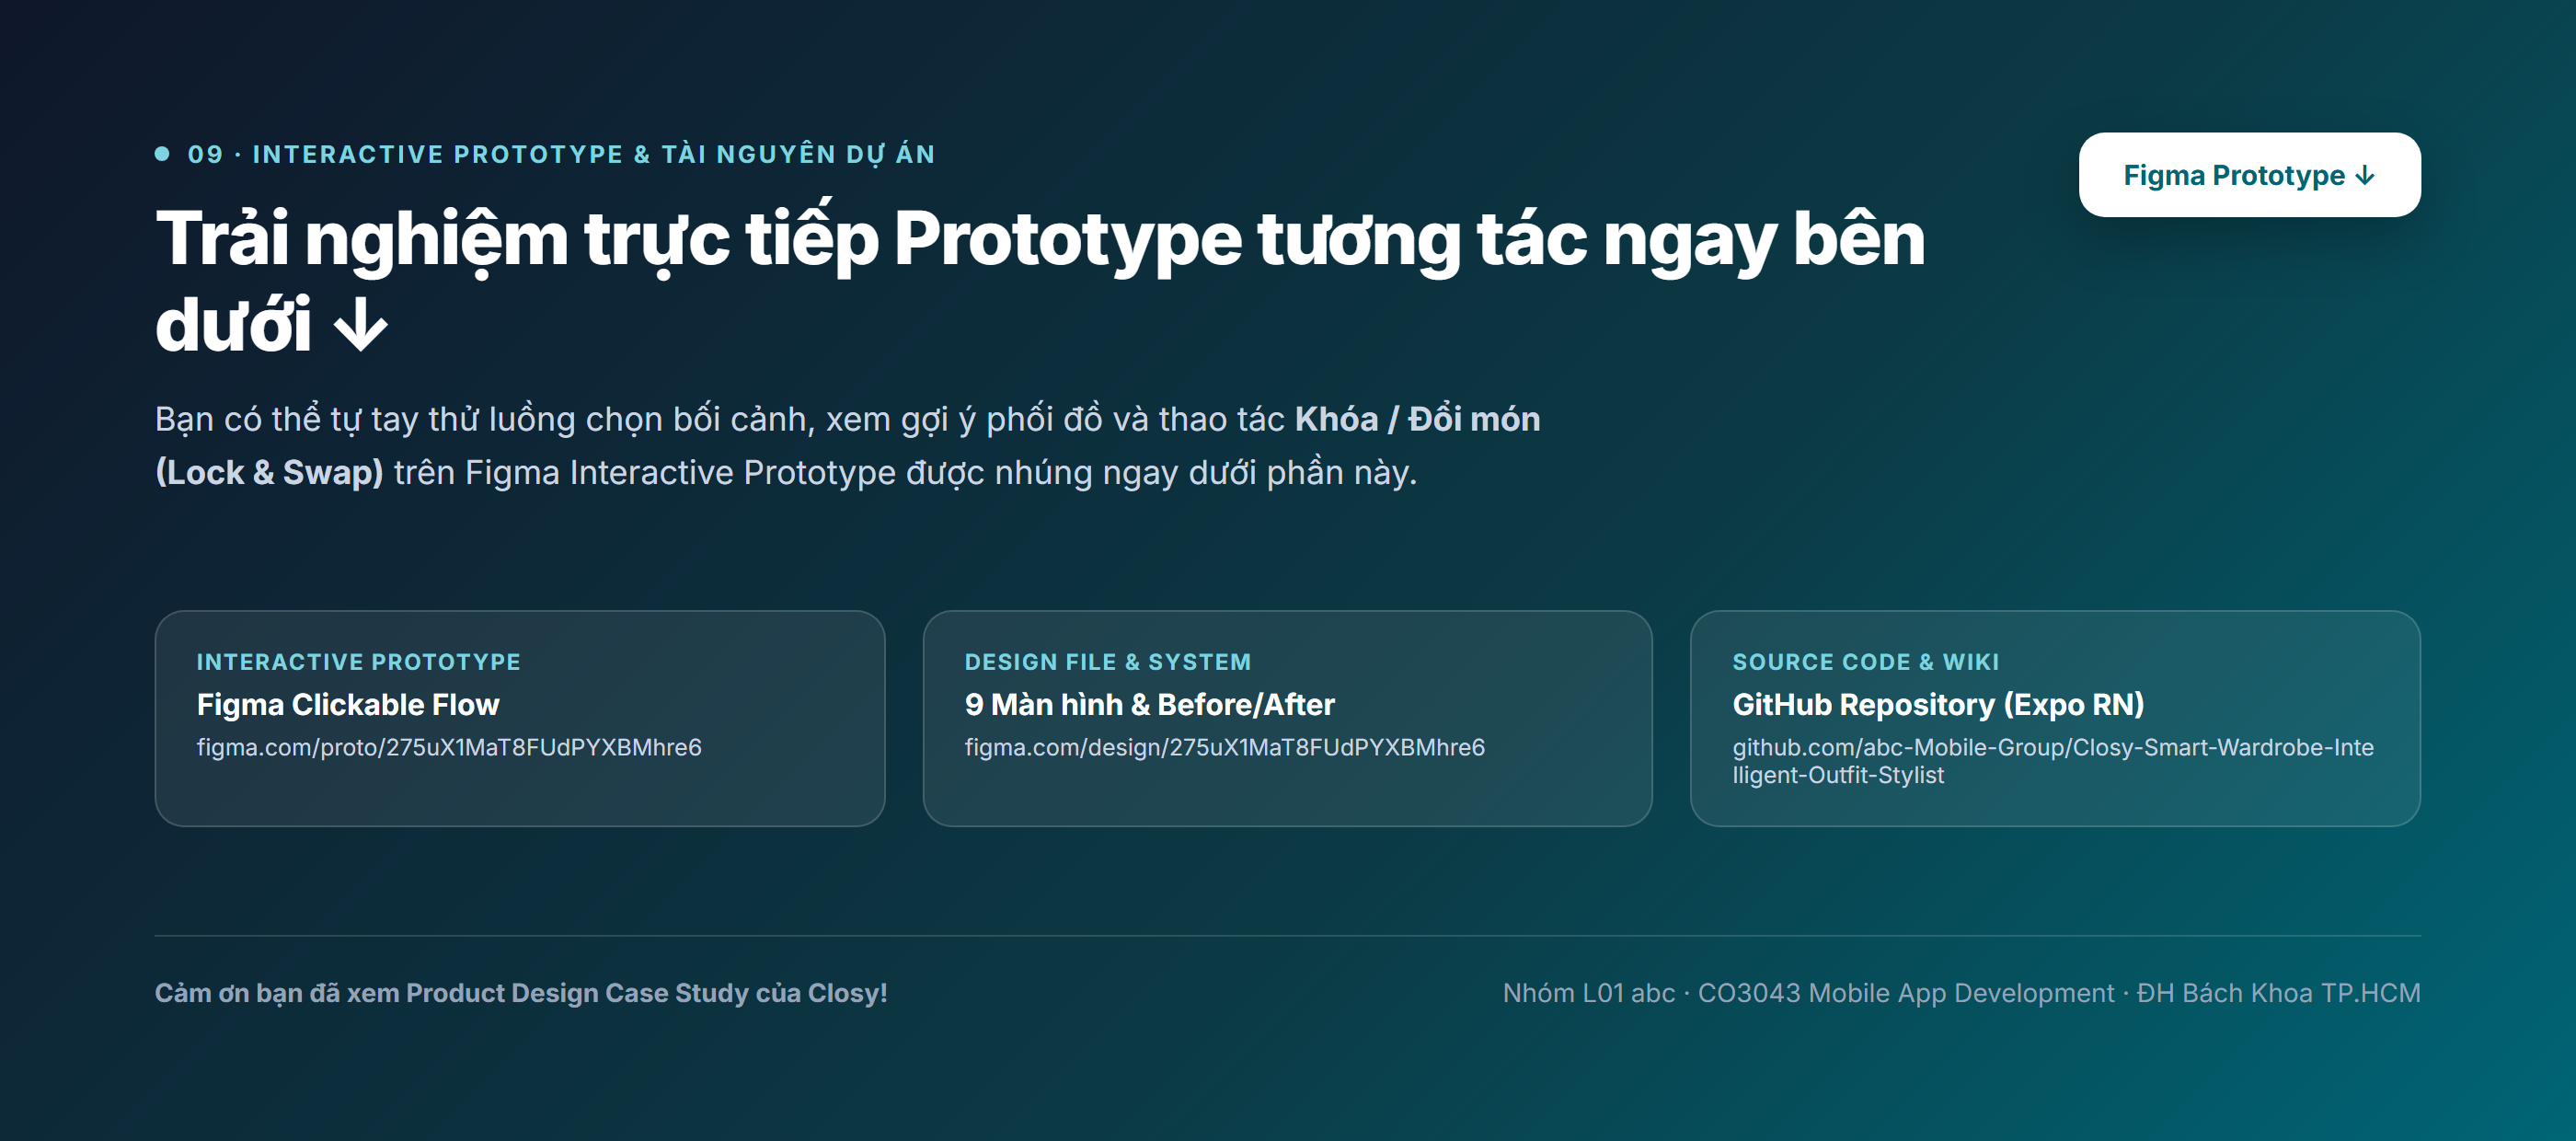 09 · INTERACTIVE PROTOTYPE & TÀI NGUYÊN DỰ ÁN
Figma Prototype ↓
Trải nghiệm trực tiếp Prototype tương tác ngay bên
dưới ↓
Bạn có thể tự tay thử luồng chọn bối cảnh, xem gợi ý phối đồ và thao tác Khóa / Đổi món
(Lock & Swap) trên Figma Interactive Prototype được nhúng ngay dưới phần này.
INTERACTIVE PROTOTYPE
Figma Clickable Flow
figma.com/proto/275uX1MaT8FUdPYXBMhre6
DESIGN FILE & SYSTEM
9 Màn hình & Before/After
figma.com/design/275uX1MaT8FUdPYXBMhre6
SOURCE CODE & WIKI
GitHub Repository (Expo RN)
github.com/abc-Mobile-Group/Closy-Smart-Wardrobe-Inte
lligent-Outfit-Stylist
Cảm ơn bạn đã xem Product Design Case Study của Closy!
Nhóm L01 abc · CO3043 Mobile App Development · ĐH Bách Khoa TP.HCM